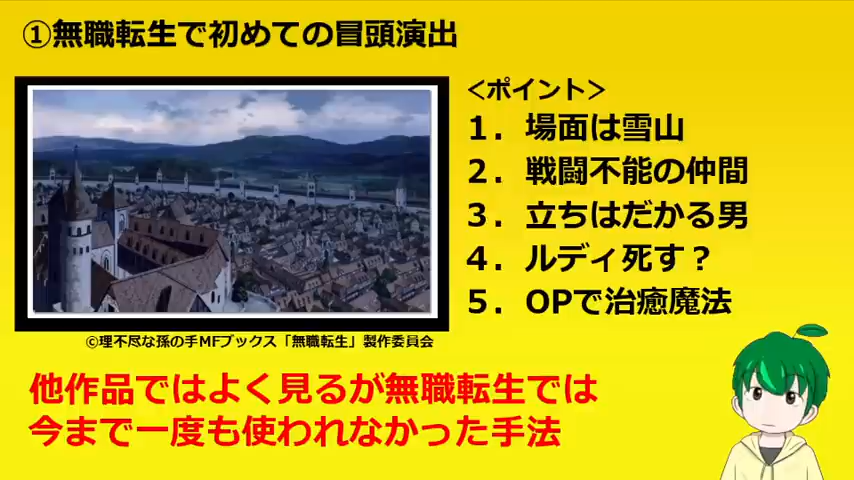 ①無職転生で初めての冒頭演出
<ポイント>
1．場面は雪山
2．戦闘不能の仲間
3．立ちはだかる男
4．ルディ死す？
5．OPで治癒魔法
©理不尽な孫の手MFブックス「無職転生」製作委員会
他作品ではよく見るが無職転生では
今まで一度も使われなかった手法